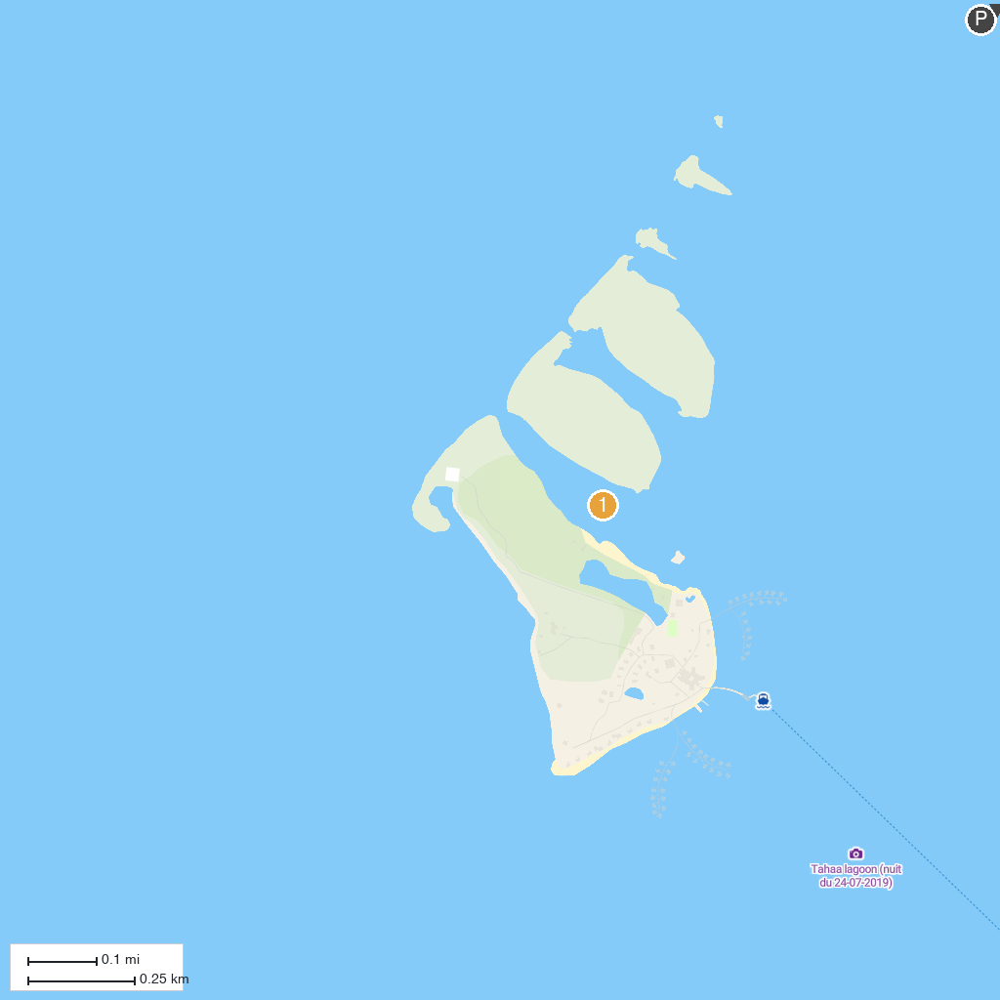 P
1
Tahaa lagoon (nuit
du 24-07-2019)
0.1 mi
0.25 km